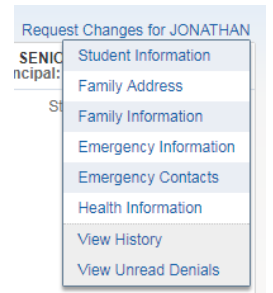 Request Changes for JONATHAN
SENIO
ncipal:
St
Student Information
Family Address
Family Information
Emergency Information
Emergency Contacts
Health Information
View History
View Unread Denials